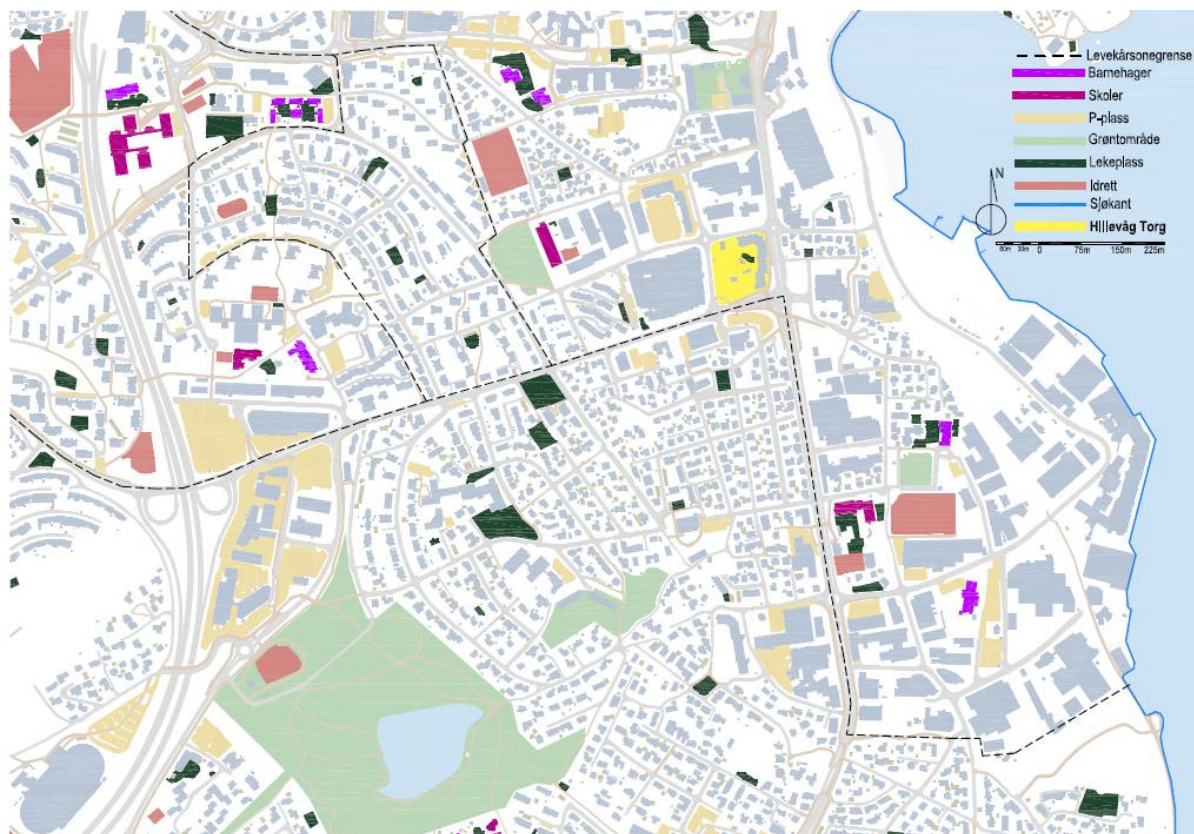 Levekårsonegrense
Barnehager
Skoler
P-plass
Grøntområde
Lekeplass
Idrett
Sjøkant
Hillevåg Torg
N
0 75m 150m 225m